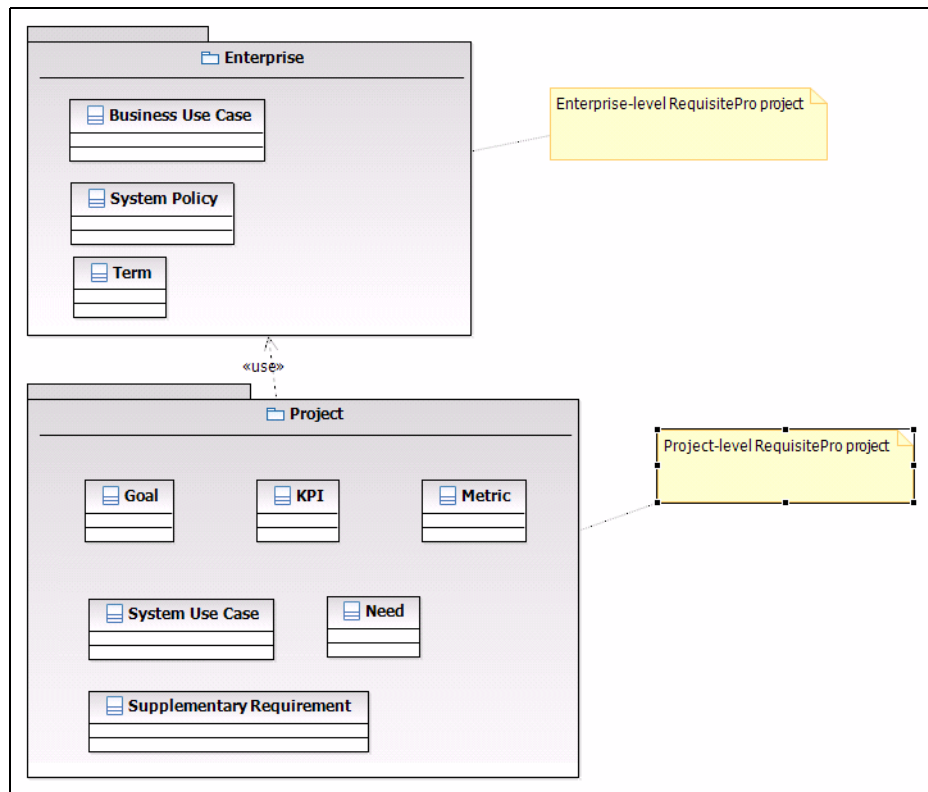 Enterprise
Business Use Case
Enterprise-level RequisitePro project
System Policy
Term
«use»
Project
Project-level RequisitePro project
Goal
KPI
Metric
System Use Case
Need
Supplementary Requirement